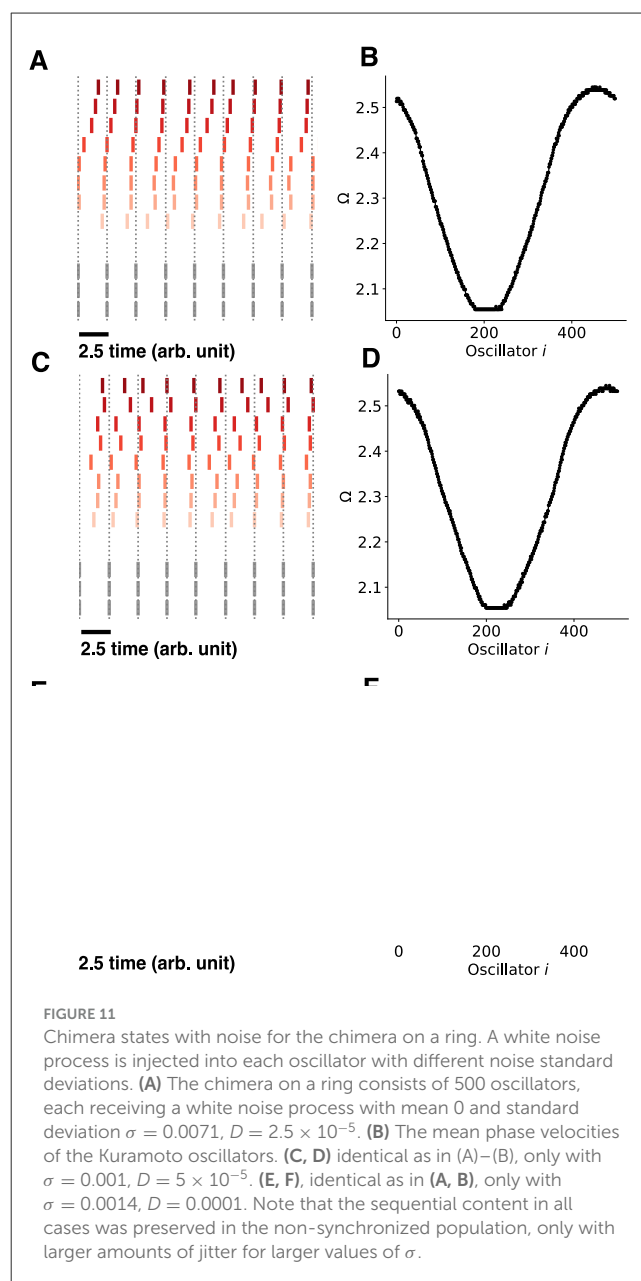 A
B
2.5
2.4
2.3
2.2
2.1
Ω
0 200 400
Oscillator i
2.5 time (arb. unit)
C
D
2.5
2.4
2.3
2.2
2.1
Ω
0 200 400
Oscillator i
2.5 time (arb. unit)
0 200 400
Oscillator i
2.5 time (arb. unit)
FIGURE 11
Chimera states with noise for the chimera on a ring. A white noise
process is injected into each oscillator with different noise standard
deviations. (A) The chimera on a ring consists of 500 oscillators,
each receiving a white noise process with mean 0 and standard
deviation σ = 0.0071, D = 2.5 × 10⁻⁵. (B) The mean phase velocities
of the Kuramoto oscillators. (C, D) identical as in (A)–(B), only with
σ = 0.001, D = 5 × 10⁻⁵. (E, F), identical as in (A, B), only with
σ = 0.0014, D = 0.0001. Note that the sequential content in all
cases was preserved in the non-synchronized population, only with
larger amounts of jitter for larger values of σ.